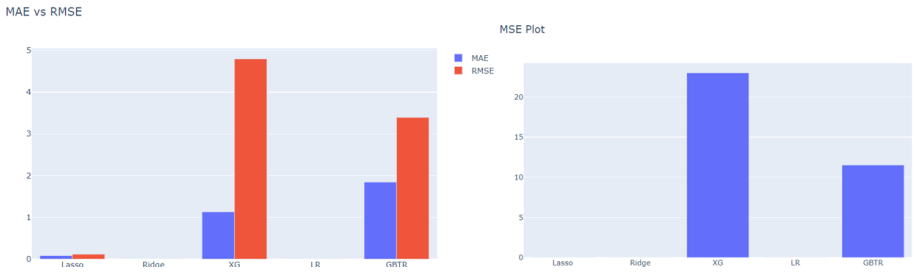 MAE vs RMSE
5
4
3
2
1
0
Lasso Ridge XG LR GBTR
MAE
RMSE
MSE Plot
20
15
10
5
0
Lasso Ridge XG LR GBTR